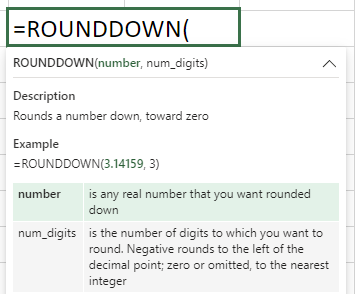 =ROUNDDOWN(
ROUNDDOWN(number, num_digits)
Description
Rounds a number down, toward zero
Example
=ROUNDDOWN(3.14159, 3)
number is any real number that you want rounded
down
num_digits is the number of digits to which you want to
round. Negative rounds to the left of the
decimal point; zero or omitted, to the nearest
integer